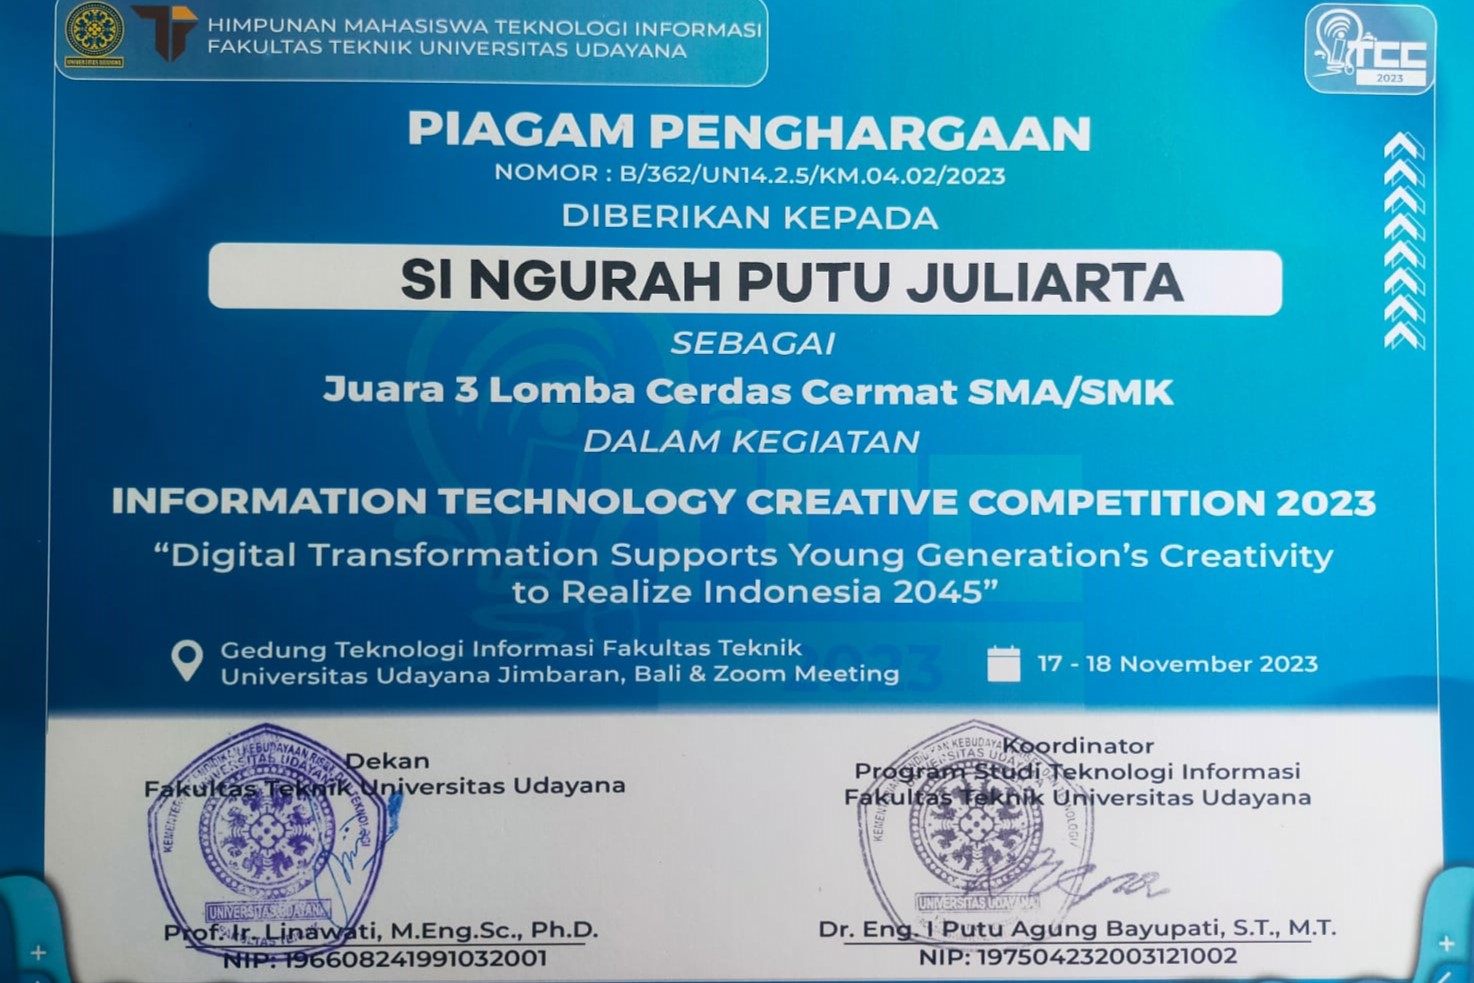 HIMPUNAN MAHASISWA TEKNOLOGI INFORMASI
FAKULTAS TEKNIK UNIVERSITAS UDAYANA
ITCC
2023
PIAGAM PENGHARGAAN
NOMOR : B/362/UN14.2.5/KM.04.02/2023
DIBERIKAN KEPADA
SI NGURAH PUTU JULIARTA
SEBAGAI
Juara 3 Lomba Cerdas Cermat SMA/SMK
DALAM KEGIATAN
INFORMATION TECHNOLOGY CREATIVE COMPETITION 2023
“Digital Transformation Supports Young Generation’s Creativity
to Realize Indonesia 2045”
Gedung Teknologi Informasi Fakultas Teknik
Universitas Udayana Jimbaran, Bali & Zoom Meeting
17 - 18 November 2023
Dekan
Fakultas Teknik Universitas Udayana
UNIVERSITAS UDAYANA
Prof. Ir. Linawati, M.Eng.Sc., Ph.D.
NIP: 196608241991032001
Koordinator
Program Studi Teknologi Informasi
Fakultas Teknik Universitas Udayana
UNIVERSITAS UDAYANA
Dr. Eng. I Putu Agung Bayupati, S.T., M.T.
NIP: 197504232003121002